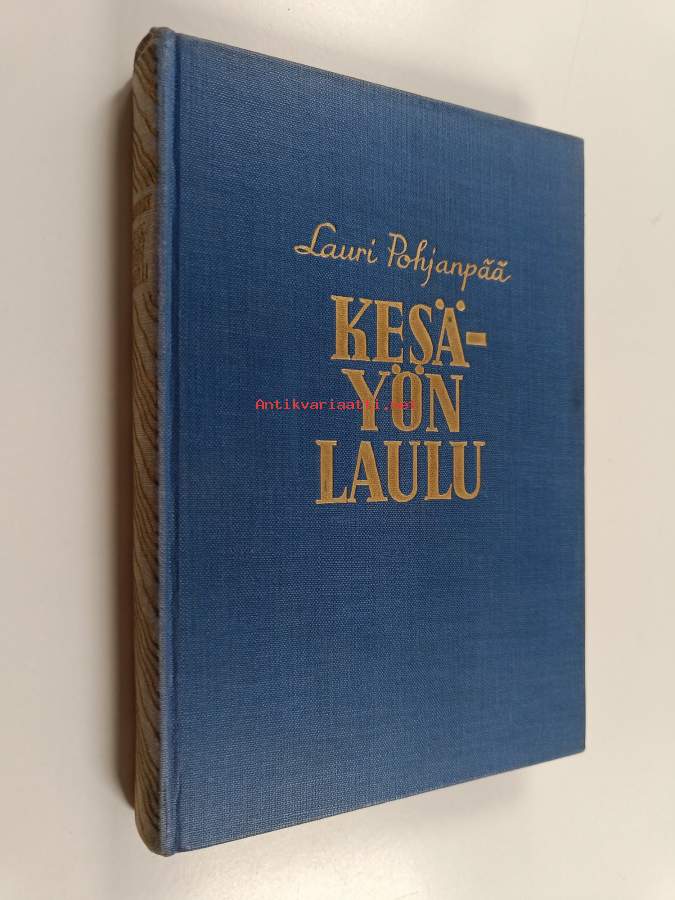 Lauri Pohjanpää
KESÄ-
YÖN
LAULU
Antikvariaatti.net